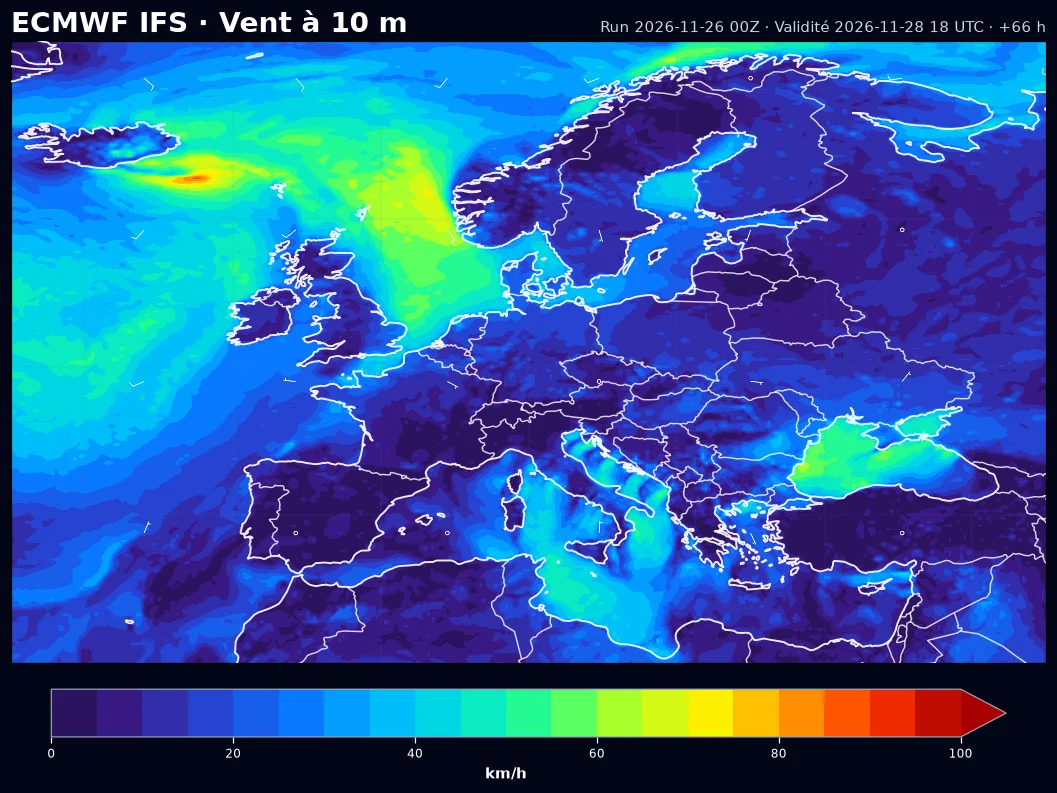 ECMWF IFS · Vent à 10 m
Run 2026-11-26 00Z · Validité 2026-11-28 18 UTC · +66 h
0 20 40 60 80 100
km/h